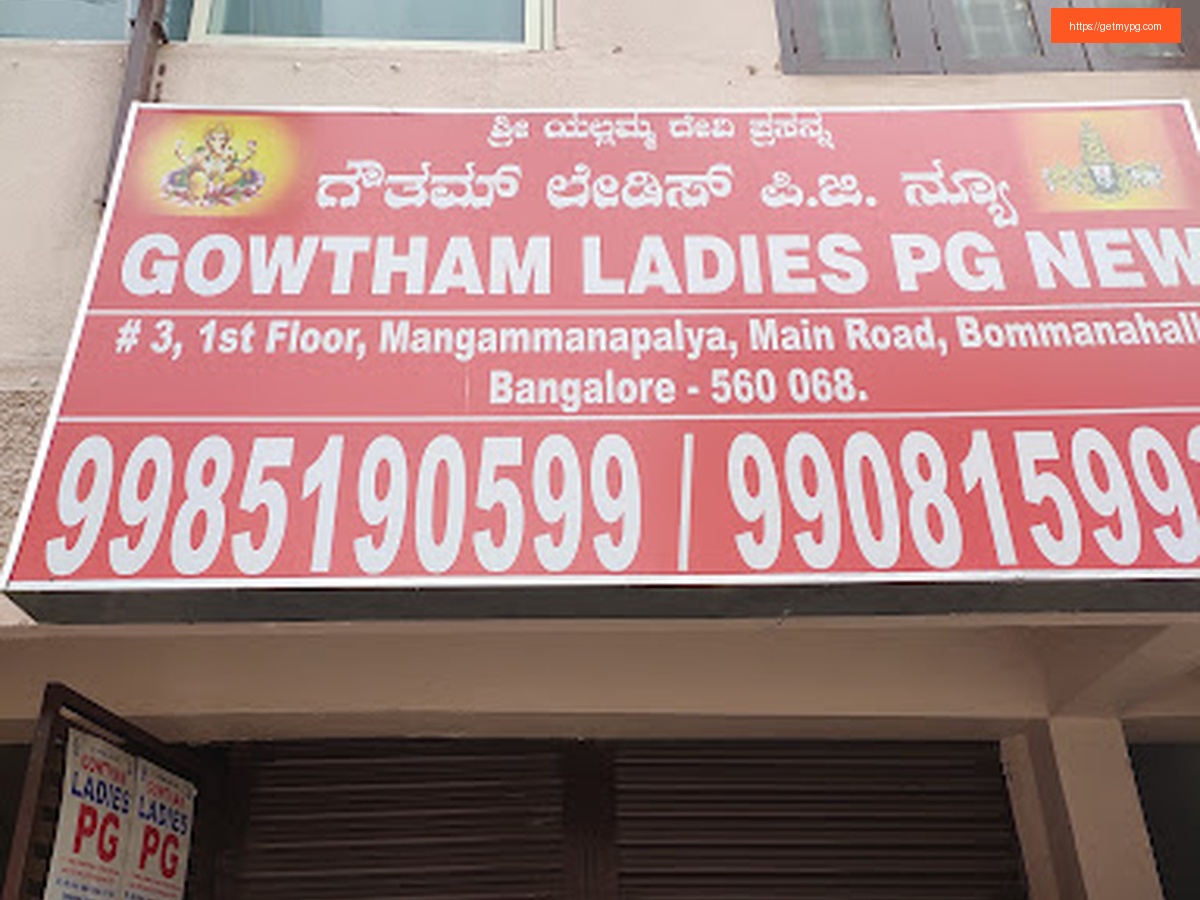 https://getmypg.com
ಶ್ರೀ ಯಲ್ಲಮ್ಮ ದೇವಿ ಪ್ರಸನ್ನ
ಗೌತಮ್ ಲೇಡಿಸ್ ಪಿ.ಜಿ. ನ್ಯೂ
GOWTHAM LADIES PG NEW
# 3, 1st Floor, Mangammanapalya, Main Road, Bommanahall
Bangalore - 560 068.
9985190599 / 99081599
GOWTHAM
LADIES
PG
GOWTHAM
LADIES
PG